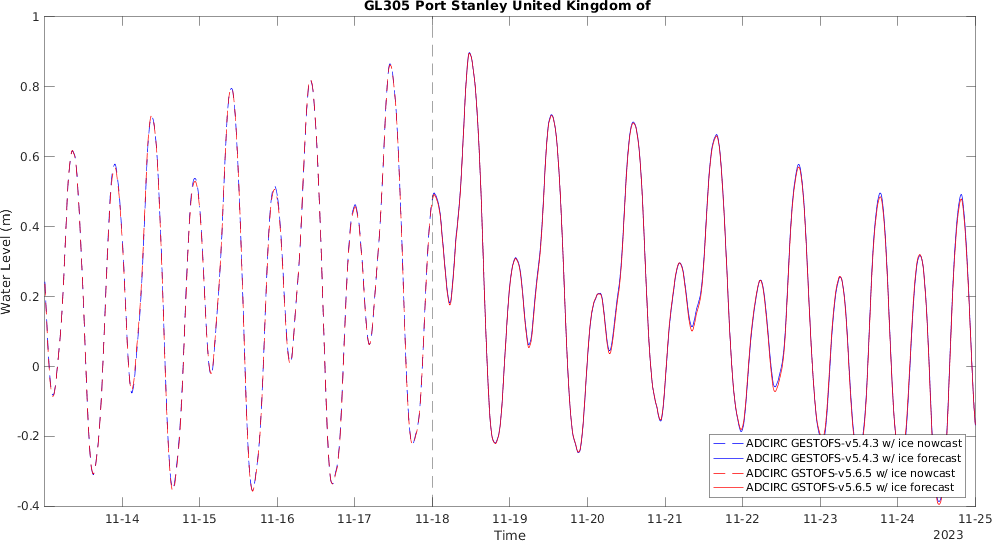 GL305 Port Stanley United Kingdom of
Water Level (m)
1
0.8
0.6
0.4
0.2
0
-0.2
-0.4
ADCIRC GESTOFS-v5.4.3 w/ ice nowcast
ADCIRC GESTOFS-v5.4.3 w/ ice forecast
ADCIRC GSTOFS-v5.6.5 w/ ice nowcast
ADCIRC GSTOFS-v5.6.5 w/ ice forecast
11-14 11-15 11-16 11-17 11-18 11-19 11-20 11-21 11-22 11-23 11-24 11-25
Time
2023